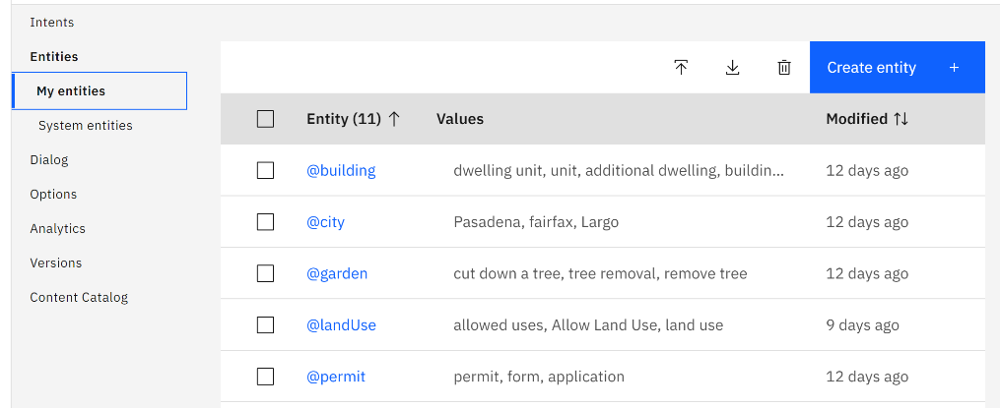 Intents
Entities
My entities
System entities
Dialog
Options
Analytics
Versions
Content Catalog
Create entity +
Entity (11) Values Modified
@building dwelling unit, unit, additional dwelling, buildin... 12 days ago
@city Pasadena, fairfax, Largo 12 days ago
@garden cut down a tree, tree removal, remove tree 12 days ago
@landUse allowed uses, Allow Land Use, land use 9 days ago
@permit permit, form, application 12 days ago